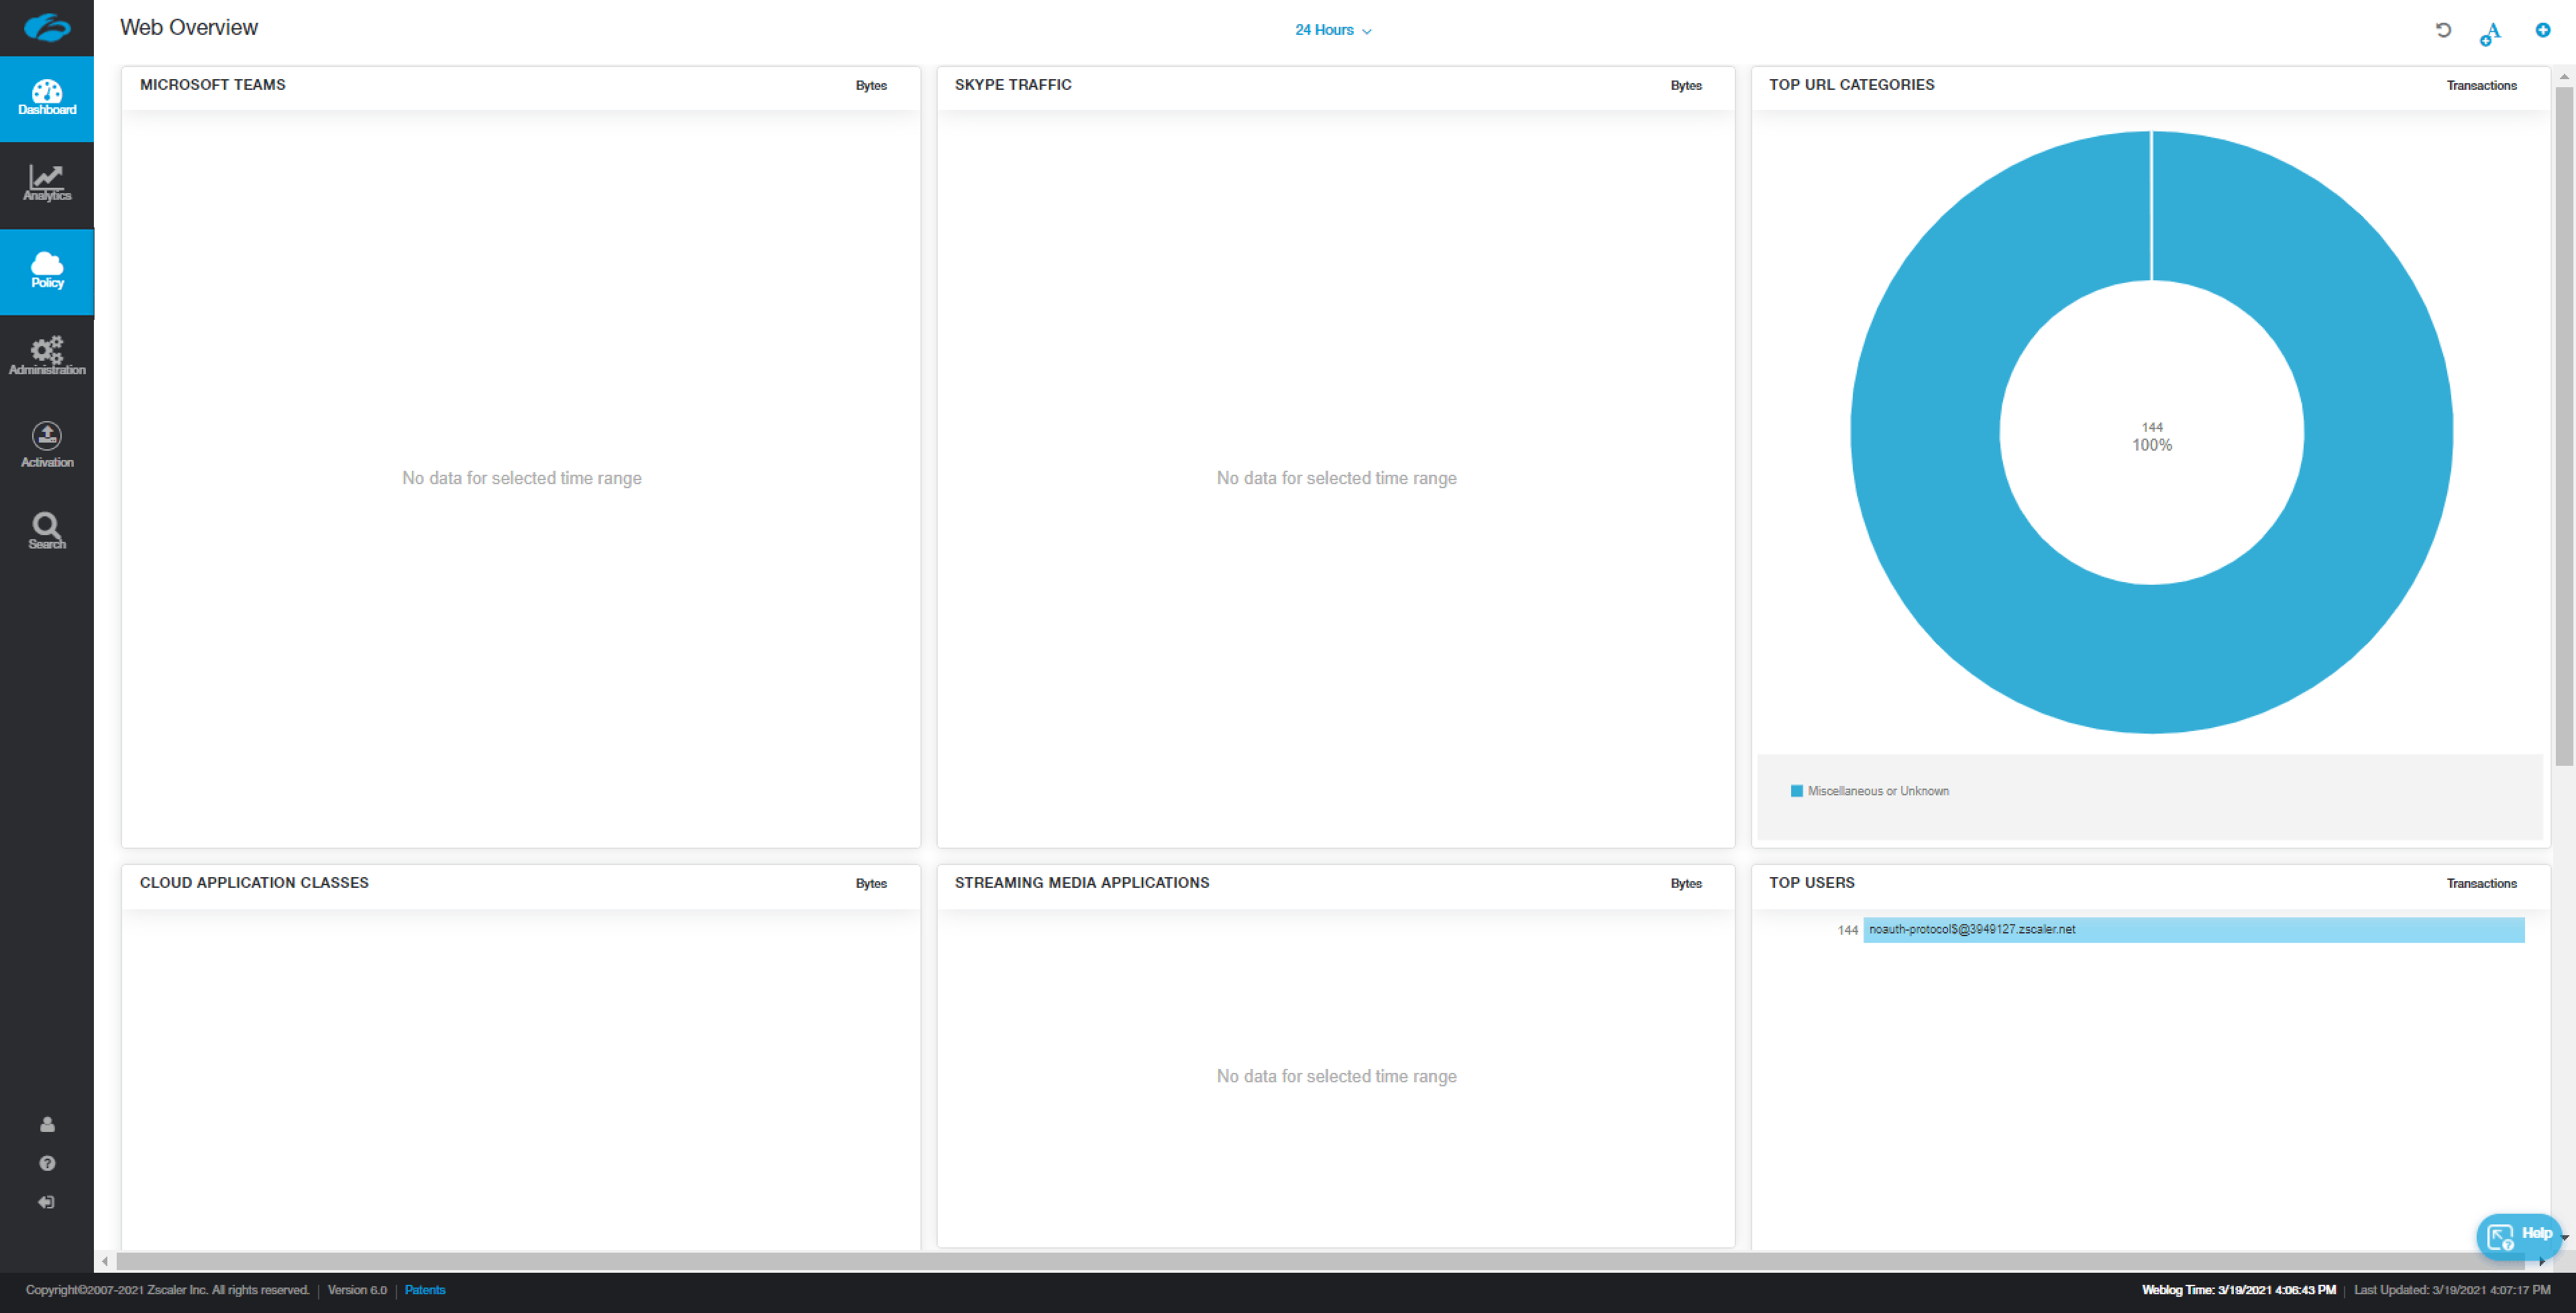 Web Overview
24 Hours
A
Dashboard
Analytics
Policy
Administration
Activation
Search
MICROSOFT TEAMS
Bytes
No data for selected time range
SKYPE TRAFFIC
Bytes
No data for selected time range
TOP URL CATEGORIES
Transactions
144
100%
Miscellaneous or Unknown
CLOUD APPLICATION CLASSES
Bytes
STREAMING MEDIA APPLICATIONS
Bytes
No data for selected time range
TOP USERS
Transactions
144 noauth-protocol$@3949127.zscaler.net
Help
Copyright©2007-2021 Zscaler Inc. All rights reserved. | Version 6.0 | Patents
Weblog Time: 3/19/2021 4:06:43 PM | Last Updated: 3/19/2021 4:07:17 PM